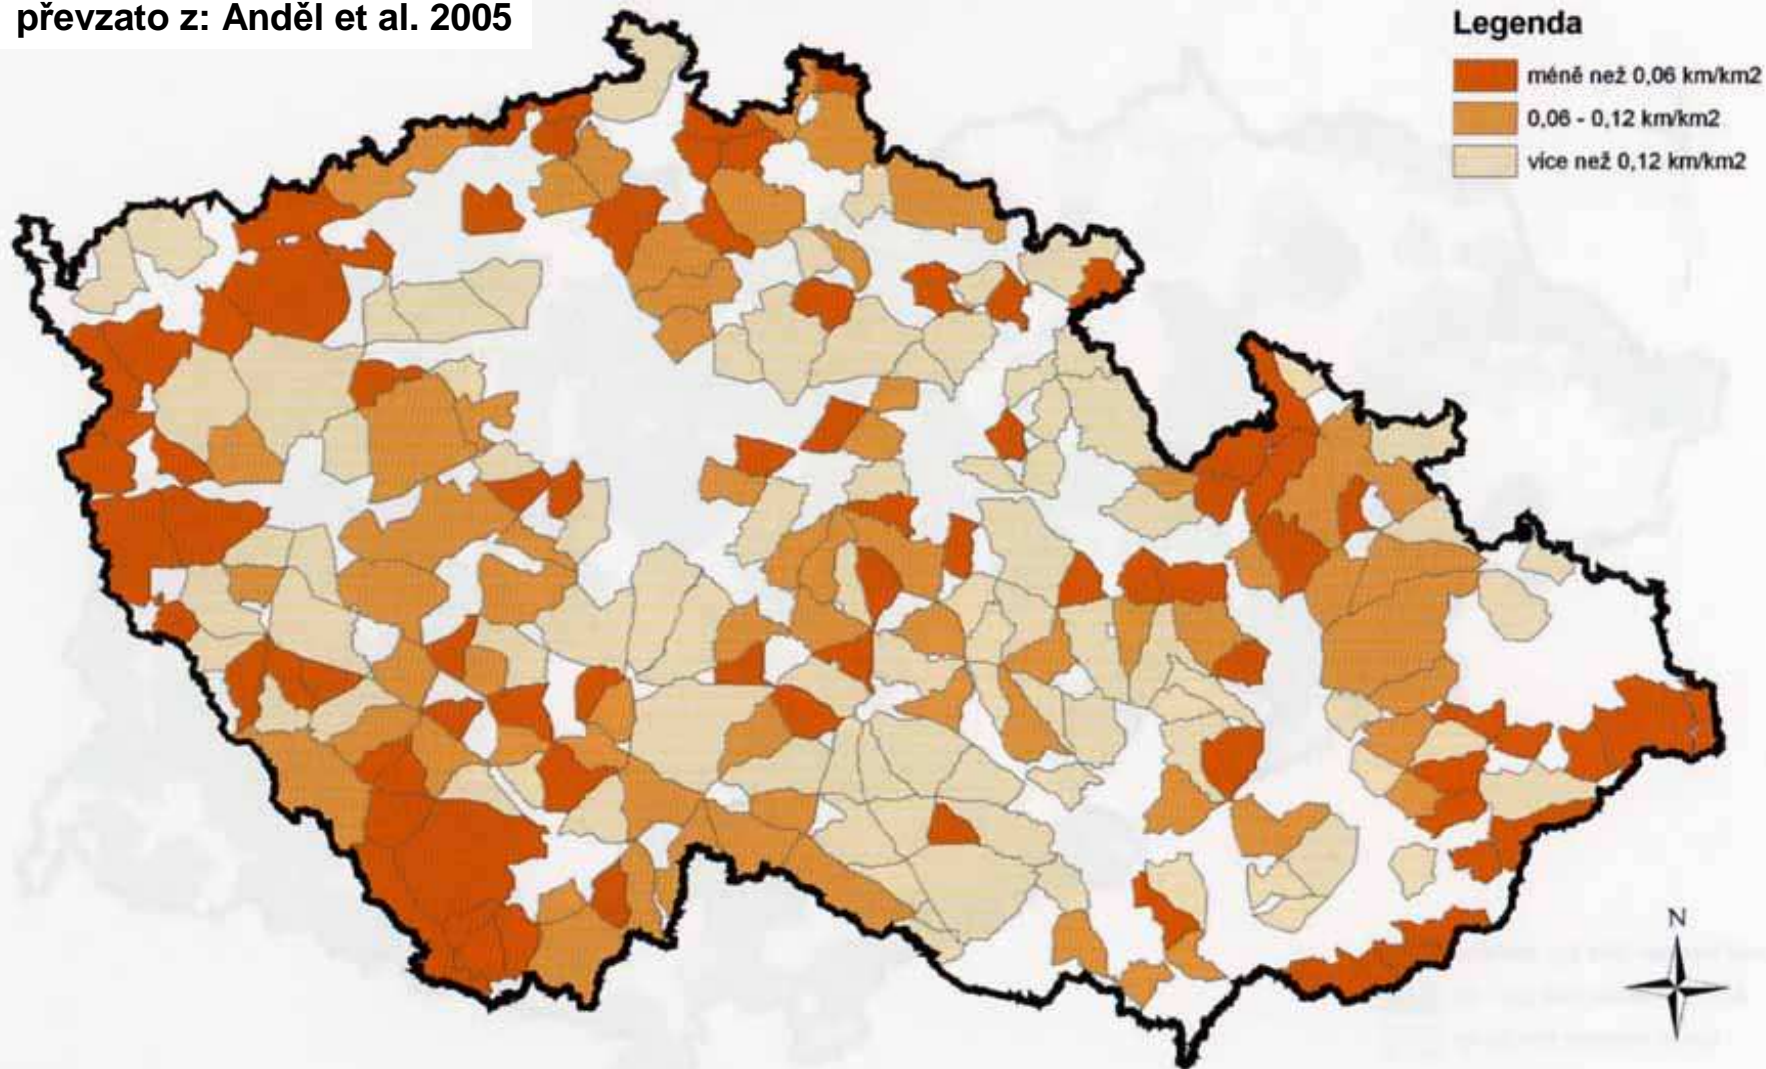 převzato z: Anděl et al. 2005
Legenda
méně než 0,06 km/km2
0,06 - 0,12 km/km2
více než 0,12 km/km2
N